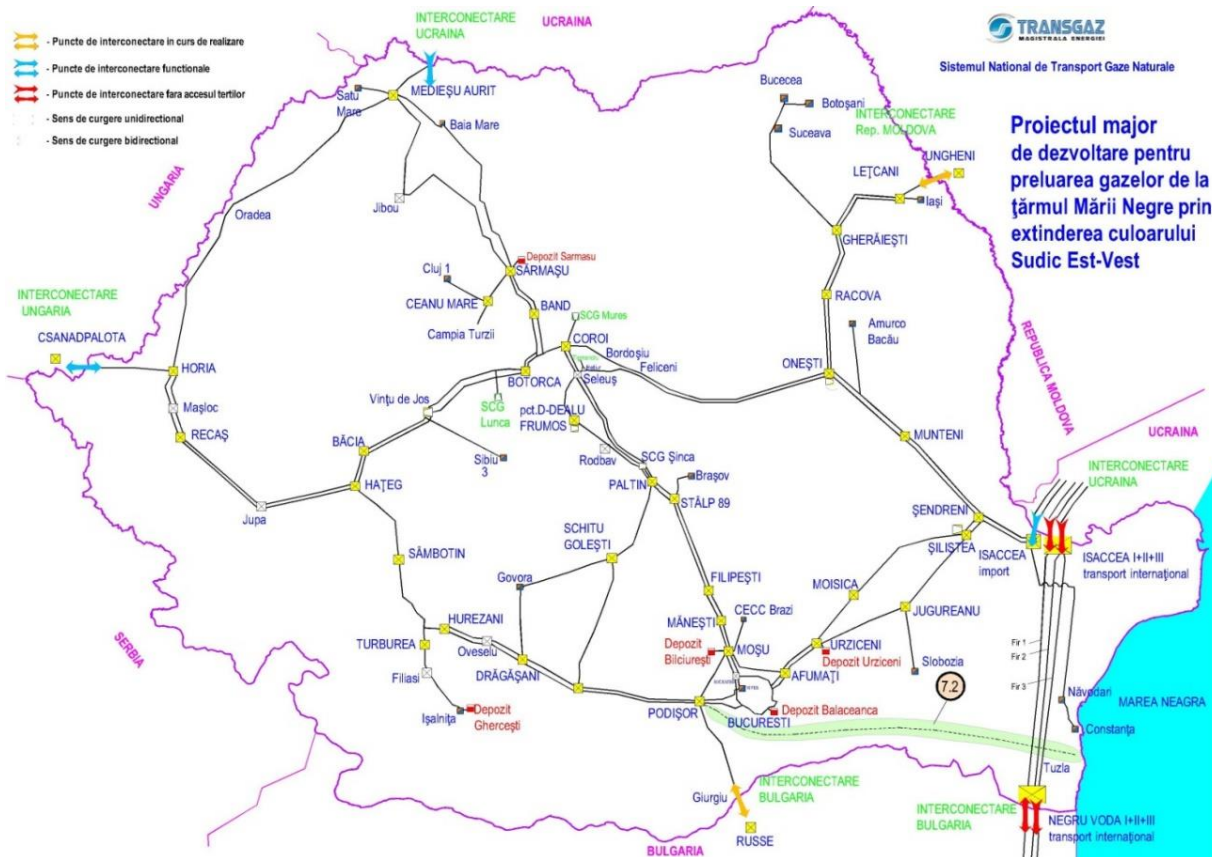 INTERCONECTARE
UCRAINA
UCRAINA
TRANSGAZ
MAGISTRALA ENERGIEI
Sistemul National de Transport Gaze Naturale
- Puncte de interconectare in curs de realizare
- Puncte de interconectare functionale
- Puncte de interconectare fara accesul tertilor
- Sens de curgere unidirectional
- Sens de curgere bidirectional
Proiectul major
de dezvoltare pentru
preluarea gazelor de la
ţărmul Mării Negre prin
extinderea culoarului
Sudic Est-Vest
Satu
Mare
MEDIEŞU AURIT
Baia Mare
Bucecea
Botoşani
Suceava
INTERCONECTARE
Rep. MOLDOVA
UNGHENI
LEŢCANI
Iaşi
UNGARIA
Jibou
Oradea
GHERĂIEŞTI
Depozit Sarmasu
SĂRMAŞU
Cluj 1
CEANU MARE
BAND
Campia Turzii
RACOVA
INTERCONECTARE
UNGARIA
CSANADPALOTA
SCG Mures
COROI
Bordoşiu
Feliceni
Amurco
Bacău
REPUBLICA MOLDOVA
HORIA
BOTORCA
Seleuş
ONEŞTI
Maşloc
Vinţu de Jos
SCG
Lunca
pct.D-DEALU
FRUMOS
RECAŞ
BĂCIA
Sibiu
3
Rodbav
SCG Şinca
MUNTENI
UCRAINA
INTERCONECTARE
UCRAINA
HAŢEG
PALTIN
Braşov
STÂLP 89
Jupa
ŞENDRENI
ŞILIŞTEA
SCHITU
GOLEŞTI
SÂMBOTIN
ISACCEA
import
ISACCEA I+II+III
transport internaţional
Govora
FILIPEŞTI
MOISICA
HUREZANI
MĂNEŞTI
CECC Brazi
JUGUREANU
SERBIA
TURBUREA
Oveselu
Depozit
Bilciureşti
MOŞU
URZICENI
Depozit Urziceni
Fir 1
Fir 2
Fir 3
Filiasi
DRĂGĂŞANI
AFUMAŢI
Slobozia
7.2
Năvodari
MAREA NEAGRA
Işalniţa
Depozit
Gherceşti
PODIŞOR
BUCURESTI
Depozit Balaceanca
Constanţa
Tuzla
Giurgiu
INTERCONECTARE
BULGARIA
INTERCONECTARE
BULGARIA
NEGRU VODA I+II+III
transport internaţional
RUSSE
BULGARIA